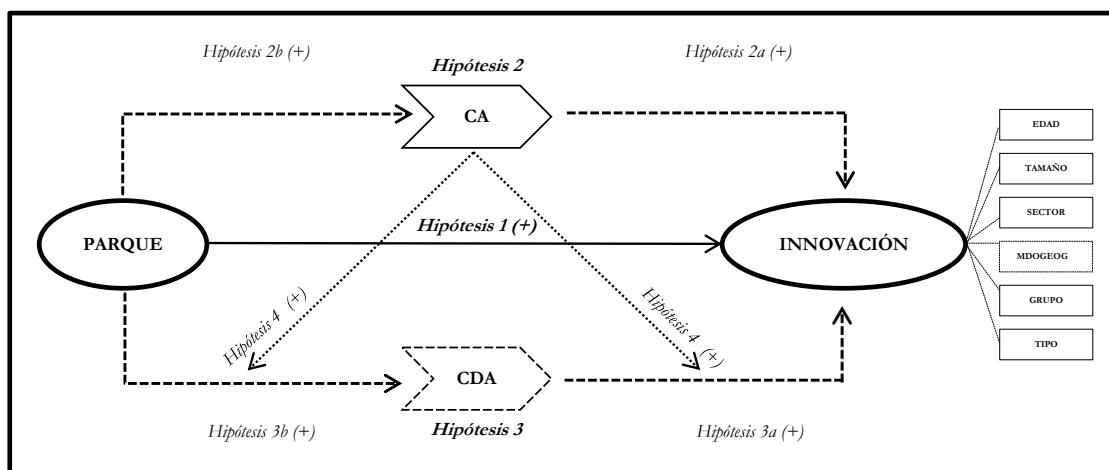 Hipótesis 2b (+)
Hipótesis 2a (+)
Hipótesis 2
CA
EDAD
TAMAÑO
SECTOR
MDOGEOG
GRUPO
TIPO
PARQUE
Hipótesis 1 (+)
INNOVACIÓN
Hipótesis 4 (+)
Hipótesis 4 (+)
CDA
Hipótesis 3b (+)
Hipótesis 3
Hipótesis 3a (+)